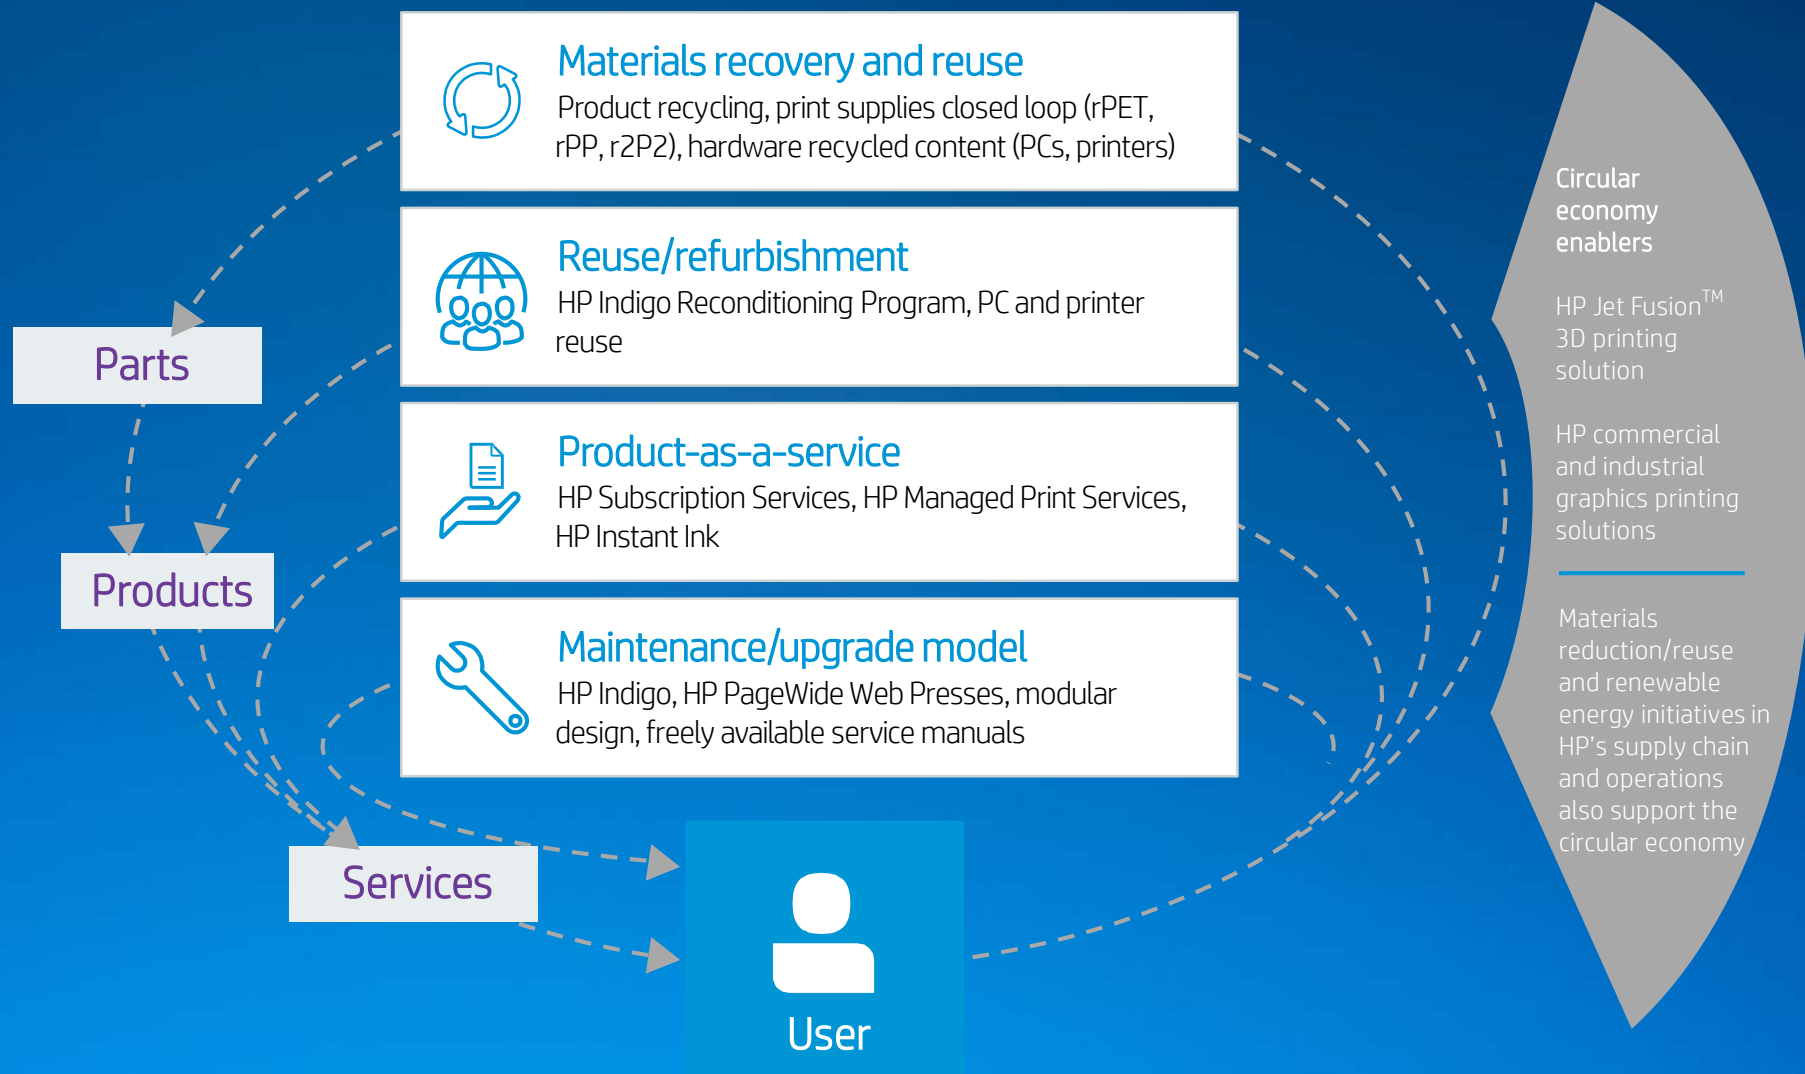 Materials recovery and reuse
Product recycling, print supplies closed loop (rPET,
rPP, r2P2), hardware recycled content (PCs, printers)
Reuse/refurbishment
HP Indigo Reconditioning Program, PC and printer
reuse
Product-as-a-service
HP Subscription Services, HP Managed Print Services,
HP Instant Ink
Maintenance/upgrade model
HP Indigo, HP PageWide Web Presses, modular
design, freely available service manuals
Parts
Products
Services
User
Circular
economy
enablers
HP Jet Fusion™
3D printing
solution
HP commercial
and industrial
graphics printing
solutions
Materials
reduction/reuse
and renewable
energy initiatives in
HP's supply chain
and operations
also support the
circular economy